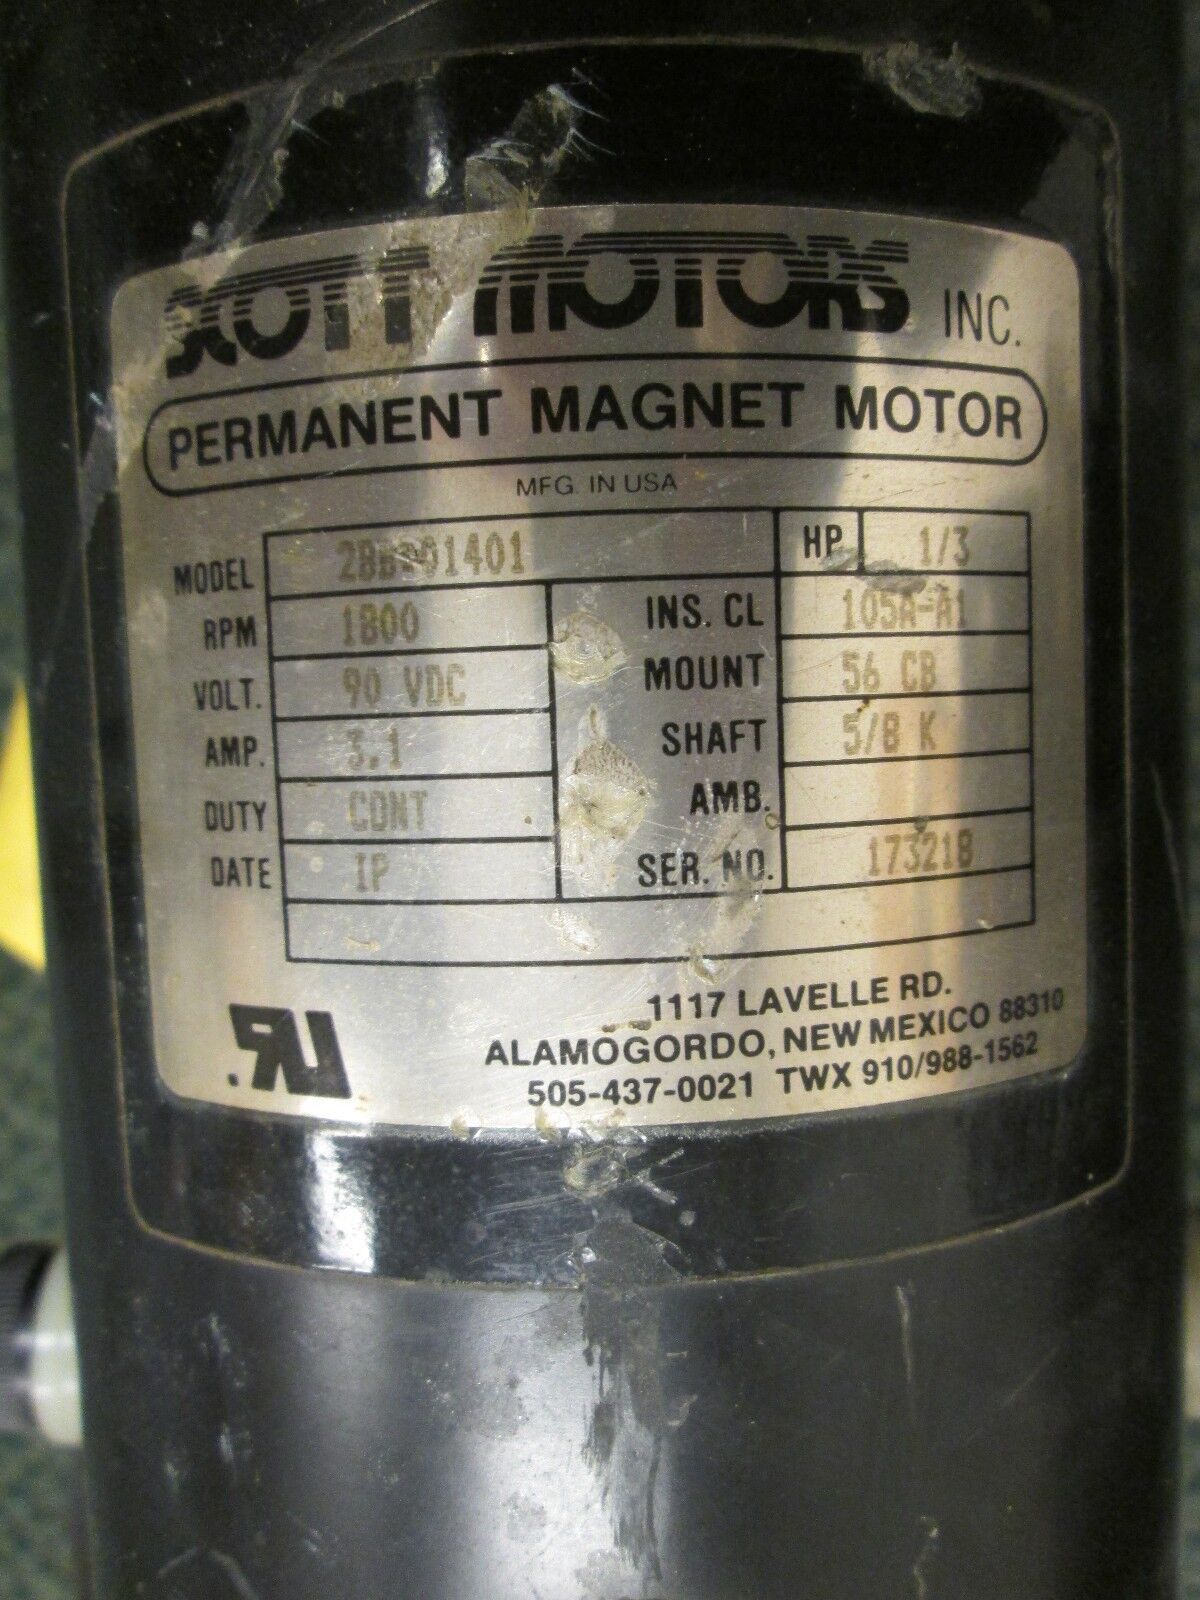 SCOTT MOTORS INC.
PERMANENT MAGNET MOTOR
MFG. IN USA
MODEL HP 1/3
RPM 1800 INS. CL 105A-A1
VOLT. 90 VDC MOUNT 56 CB
AMP. 3.1 SHAFT 5/8 K
DUTY CONT AMB.
DATE IP SER. NO. 173218
1117 LAVELLE RD.
ALAMOGORDO, NEW MEXICO 88310
505-437-0021 TWX 910/988-1562